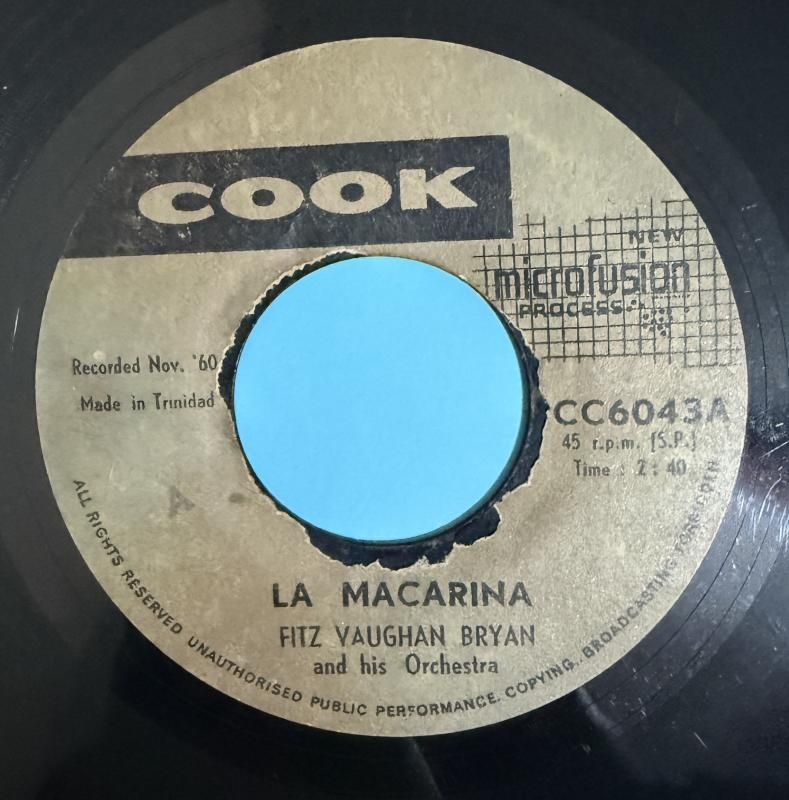 COOK
NEW
microfusion
PROCESS
Recorded Nov. '60
Made in Trinidad
CC6043A
45 r.p.m. [S.P.]
Time : 2 : 40
A
LA MACARINA
FITZ VAUGHAN BRYAN
and his Orchestra
ALL RIGHTS RESERVED UNAUTHORISED PUBLIC PERFORMANCE. COPYING. BROADCASTING FORBIDDEN